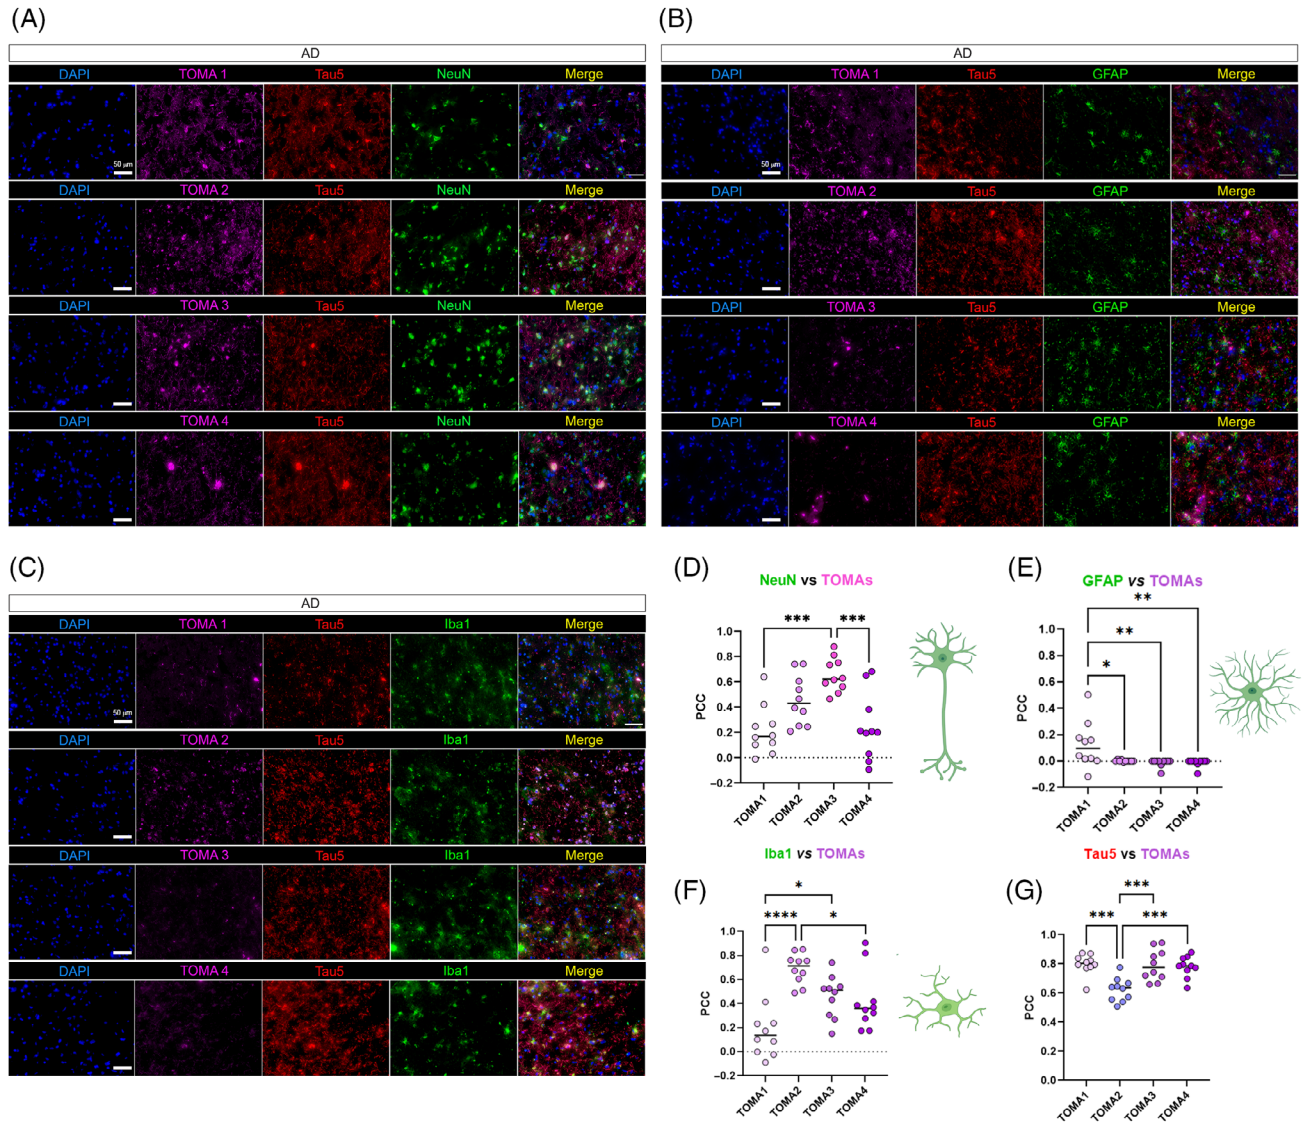 (A)
AD
DAPI TOMA 1 Tau5 NeuN Merge
50 μm
DAPI TOMA 2 Tau5 NeuN Merge
DAPI TOMA 3 Tau5 NeuN Merge
DAPI TOMA 4 Tau5 NeuN Merge
(B)
AD
DAPI TOMA 1 Tau5 GFAP Merge
50 μm
DAPI TOMA 2 Tau5 GFAP Merge
DAPI TOMA 3 Tau5 GFAP Merge
DAPI TOMA 4 Tau5 GFAP Merge
(C)
AD
DAPI TOMA 1 Tau5 Iba1 Merge
50 μm
DAPI TOMA 2 Tau5 Iba1 Merge
DAPI TOMA 3 Tau5 Iba1 Merge
DAPI TOMA 4 Tau5 Iba1 Merge
(D)
NeuN vs TOMAs
*** ***
PCC
1.0
0.8
0.6
0.4
0.2
0.0
−0.2
TOMA1 TOMA2 TOMA3 TOMA4
(E)
GFAP vs TOMAs
**
**
*
PCC
1.0
0.8
0.6
0.4
0.2
0.0
−0.2
TOMA1 TOMA2 TOMA3 TOMA4
(F)
Iba1 vs TOMAs
*
**** *
PCC
1.0
0.8
0.6
0.4
0.2
0.0
−0.2
TOMA1 TOMA2 TOMA3 TOMA4
(G)
Tau5 vs TOMAs
***
*** ***
PCC
1.0
0.8
0.6
0.4
0.2
0.0
TOMA1 TOMA2 TOMA3 TOMA4